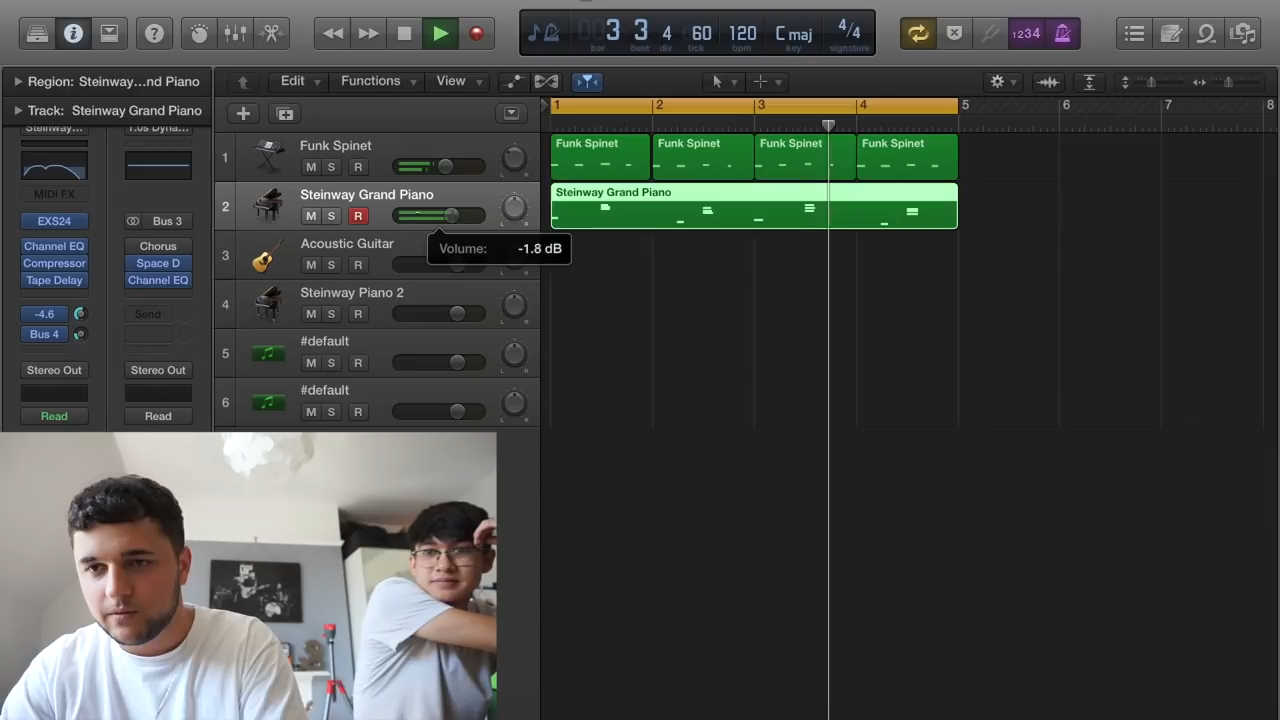 3 3 4 60 120 C maj 4/4
bar beat div tick bpm key signature
1234
Region: Steinway...nd Piano
Edit Functions View
Track: Steinway Grand Piano
1 2 3 4 5 6 7 8
Steinway...
MIDI FX
EXS24 Bus 3
Channel EQ Chorus
Compressor Space D
Tape Delay Channel EQ
-4.6 Send
Bus 4
Stereo Out Stereo Out
Read Read
1 Funk Spinet
M S R
L R
Funk Spinet Funk Spinet Funk Spinet Funk Spinet
2 Steinway Grand Piano
M S R
L R
Steinway Grand Piano
Volume: -1.8 dB
3 Acoustic Guitar
M S R
L R
4 Steinway Piano 2
M S R
L R
5 #default
M S R
L R
6 #default
M S R
L R